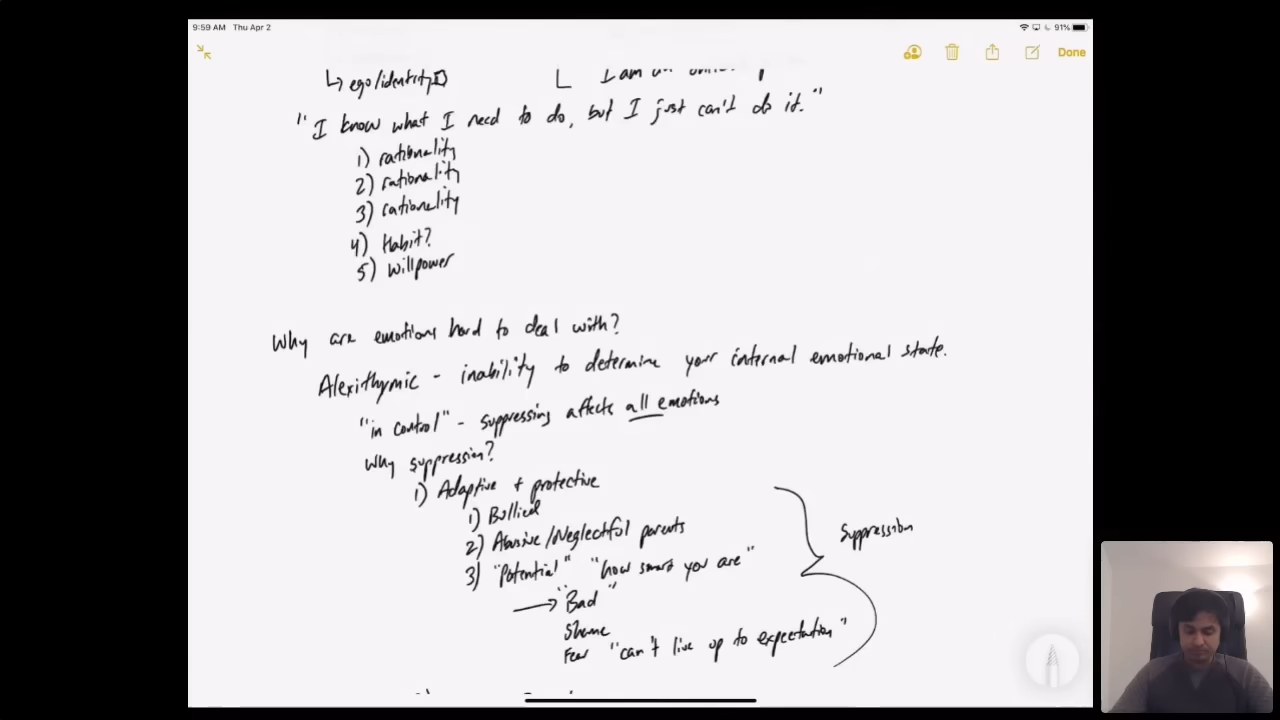 9:59 AM Thu Apr 2
91%
Done
↳ ego/identity
I am an
"I know what I need to do, but I just can't do it."
1) rationality
2) rationality
3) rationality
4) Habit?
5) willpower
Why are emotions hard to deal with?
Alexithymic - inability to determine your internal emotional state.
"in control" - suppressing affects all emotions
Why suppression?
1) Adaptive + protective
1) Bullied
2) Abusive/Neglectful parents
3) "Potential" "how smart you are"
→ "Bad"
Shame
Fear "can't live up to expectation"
Suppression